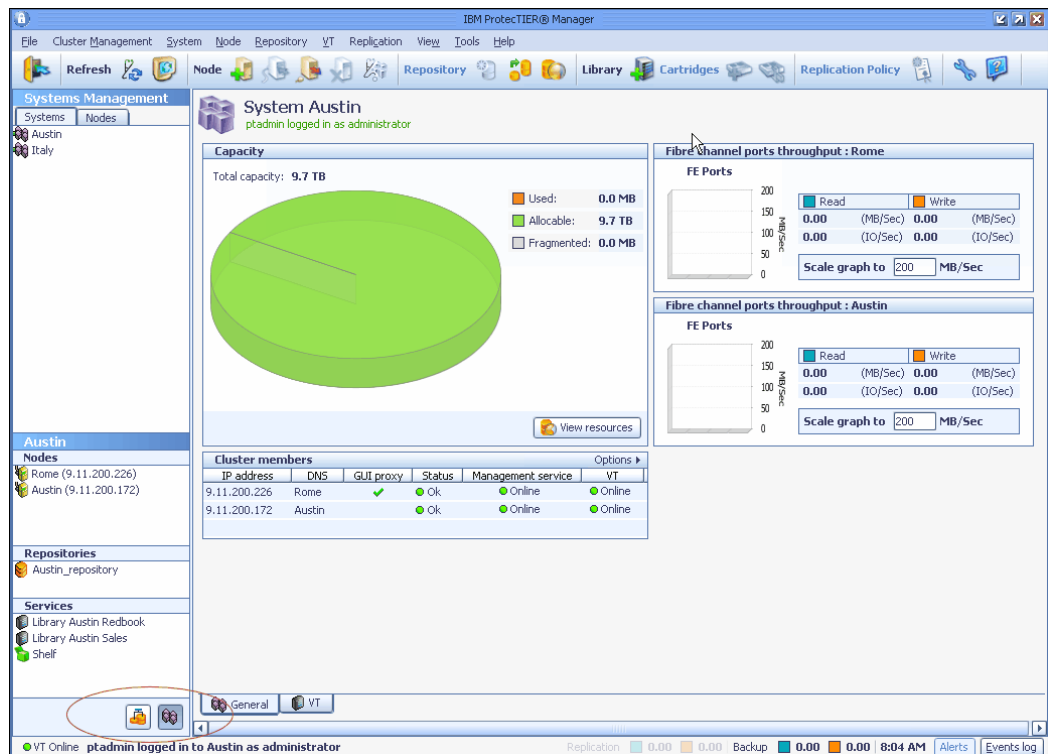 IBM ProtecTIER® Manager
File Cluster Management System Node Repository VT Replication View Tools Help
Refresh Node Repository Library Cartridges Replication Policy
Systems Management
Systems Nodes
Austin
Italy
System Austin
ptadmin logged in as administrator
Capacity
Total capacity: 9.7 TB
Used: 0.0 MB
Allocable: 9.7 TB
Fragmented: 0.0 MB
View resources
Fibre channel ports throughput : Rome
FE Ports
200
150
100
50
0
MB/Sec
Read Write
0.00 (MB/Sec) 0.00 (MB/Sec)
0.00 (IO/Sec) 0.00 (IO/Sec)
Scale graph to 200 MB/Sec
Fibre channel ports throughput : Austin
FE Ports
200
150
100
50
0
MB/Sec
Read Write
0.00 (MB/Sec) 0.00 (MB/Sec)
0.00 (IO/Sec) 0.00 (IO/Sec)
Scale graph to 200 MB/Sec
Austin
Nodes
Rome (9.11.200.226)
Austin (9.11.200.172)
Repositories
Austin_repository
Services
Library Austin Redbook
Library Austin Sales
Shelf
Cluster members Options
IP address DNS GUI proxy Status Management service VT
9.11.200.226 Rome Ok Online Online
9.11.200.172 Austin Ok Online Online
General VT
VT Online ptadmin logged in to Austin as administrator
Replication 0.00 0.00 Backup 0.00 0.00 8:04 AM Alerts Events log